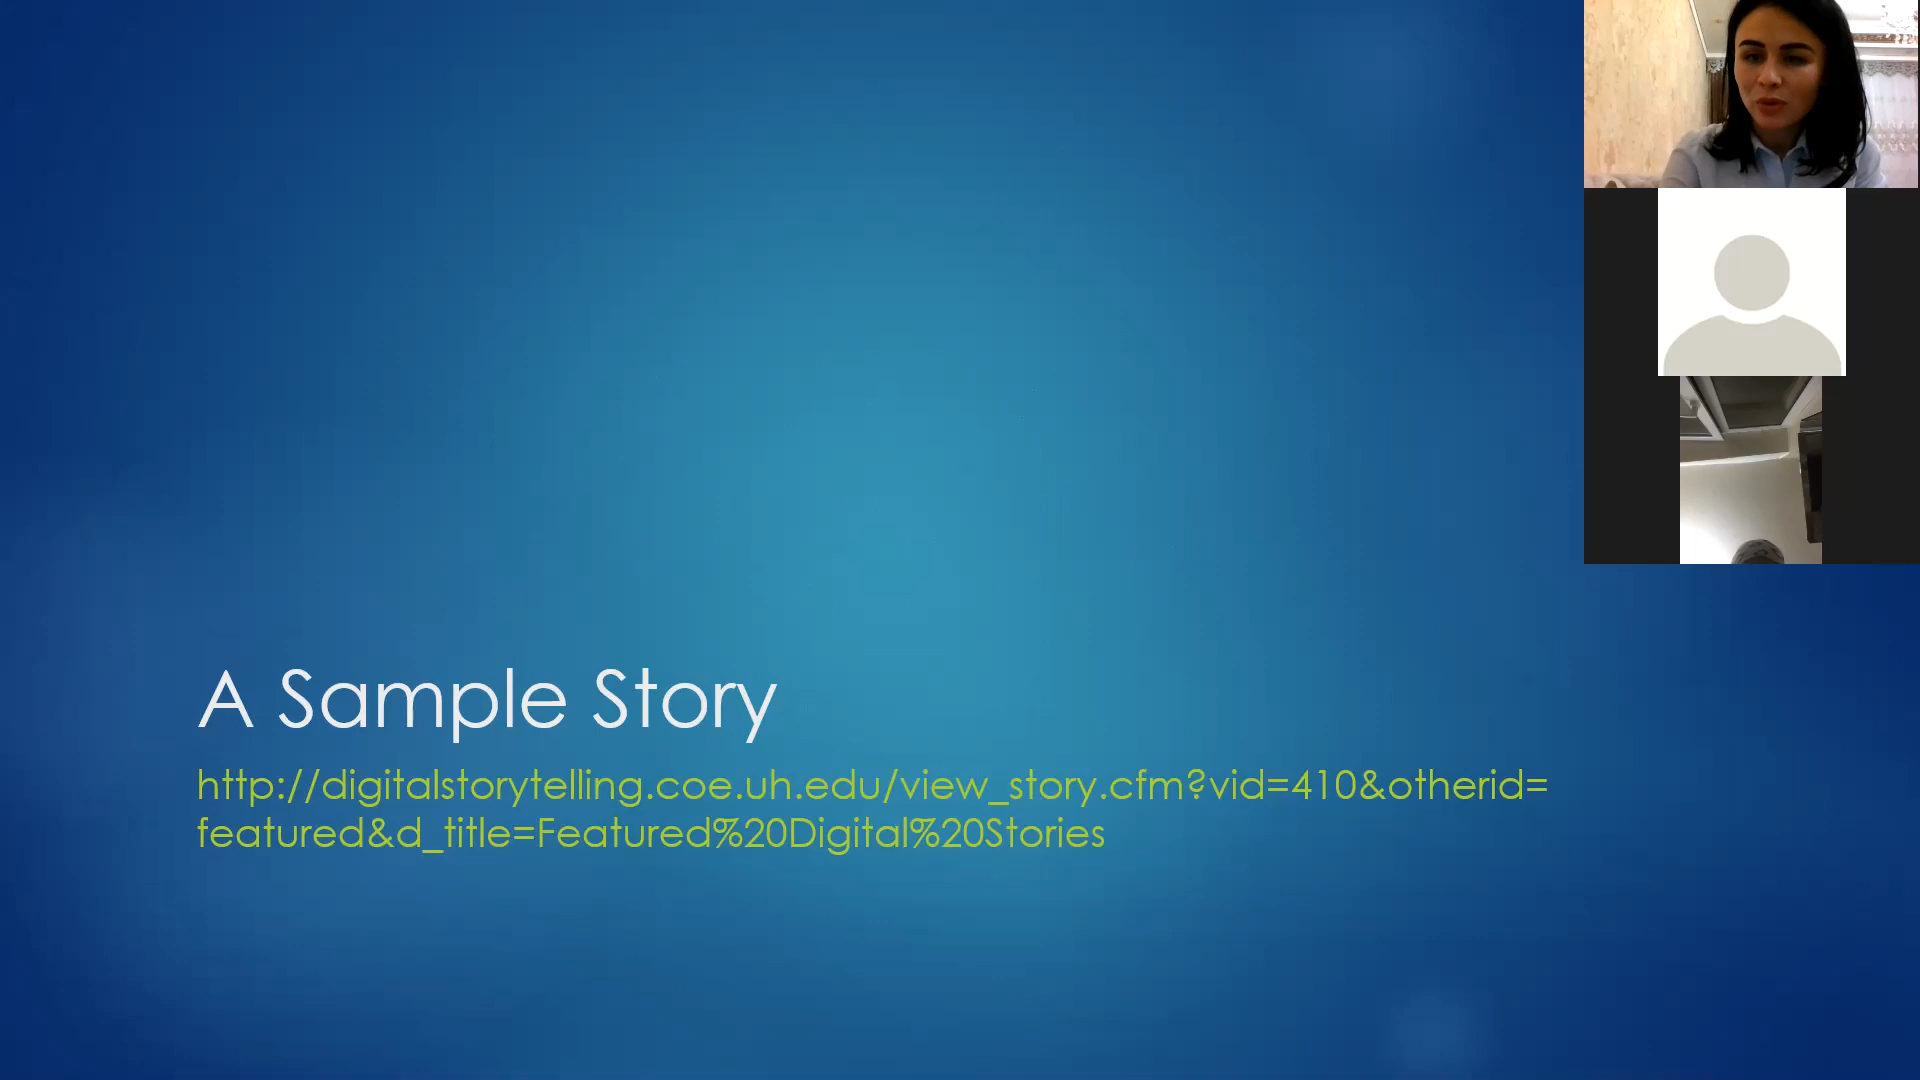 A Sample Story
http://digitalstorytelling.coe.uh.edu/view_story.cfm?vid=410&otherid=
featured&d_title=Featured%20Digital%20Stories